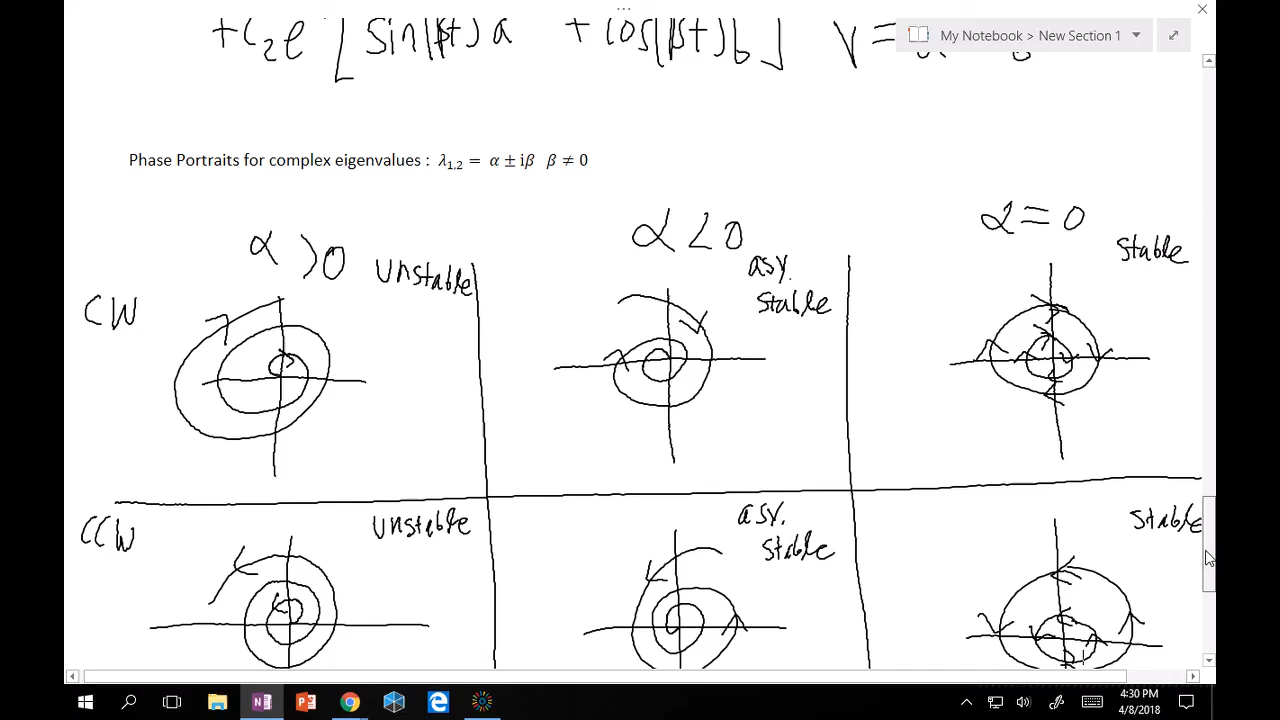 +C₂e [sin(βt)a + cos(βt)b] v =
My Notebook > New Section 1
Phase Portraits for complex eigenvalues : λ₁,₂ = α ± iβ β ≠ 0
α > 0
α < 0
α = 0
CW
unstable
asy.
stable
stable
CCW
unstable
asy.
stable
stable
4:30 PM
4/8/2018